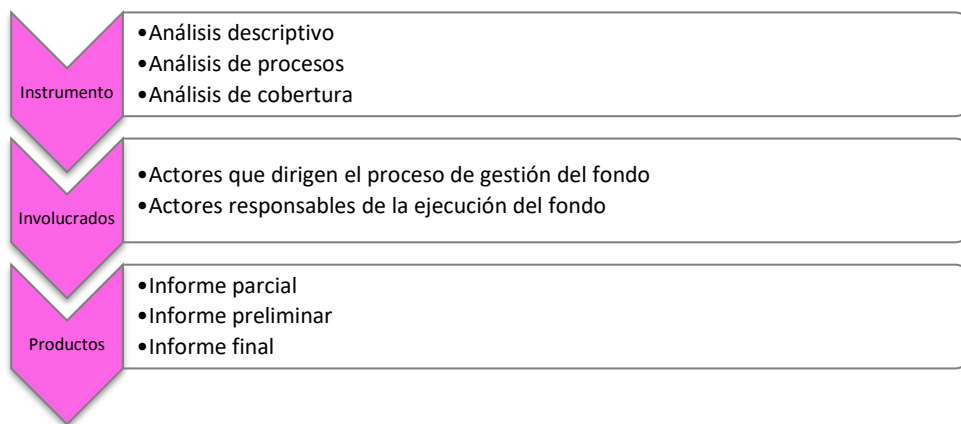 Instrumento
•Análisis descriptivo
•Análisis de procesos
•Análisis de cobertura
Involucrados
•Actores que dirigen el proceso de gestión del fondo
•Actores responsables de la ejecución del fondo
Productos
•Informe parcial
•Informe preliminar
•Informe final